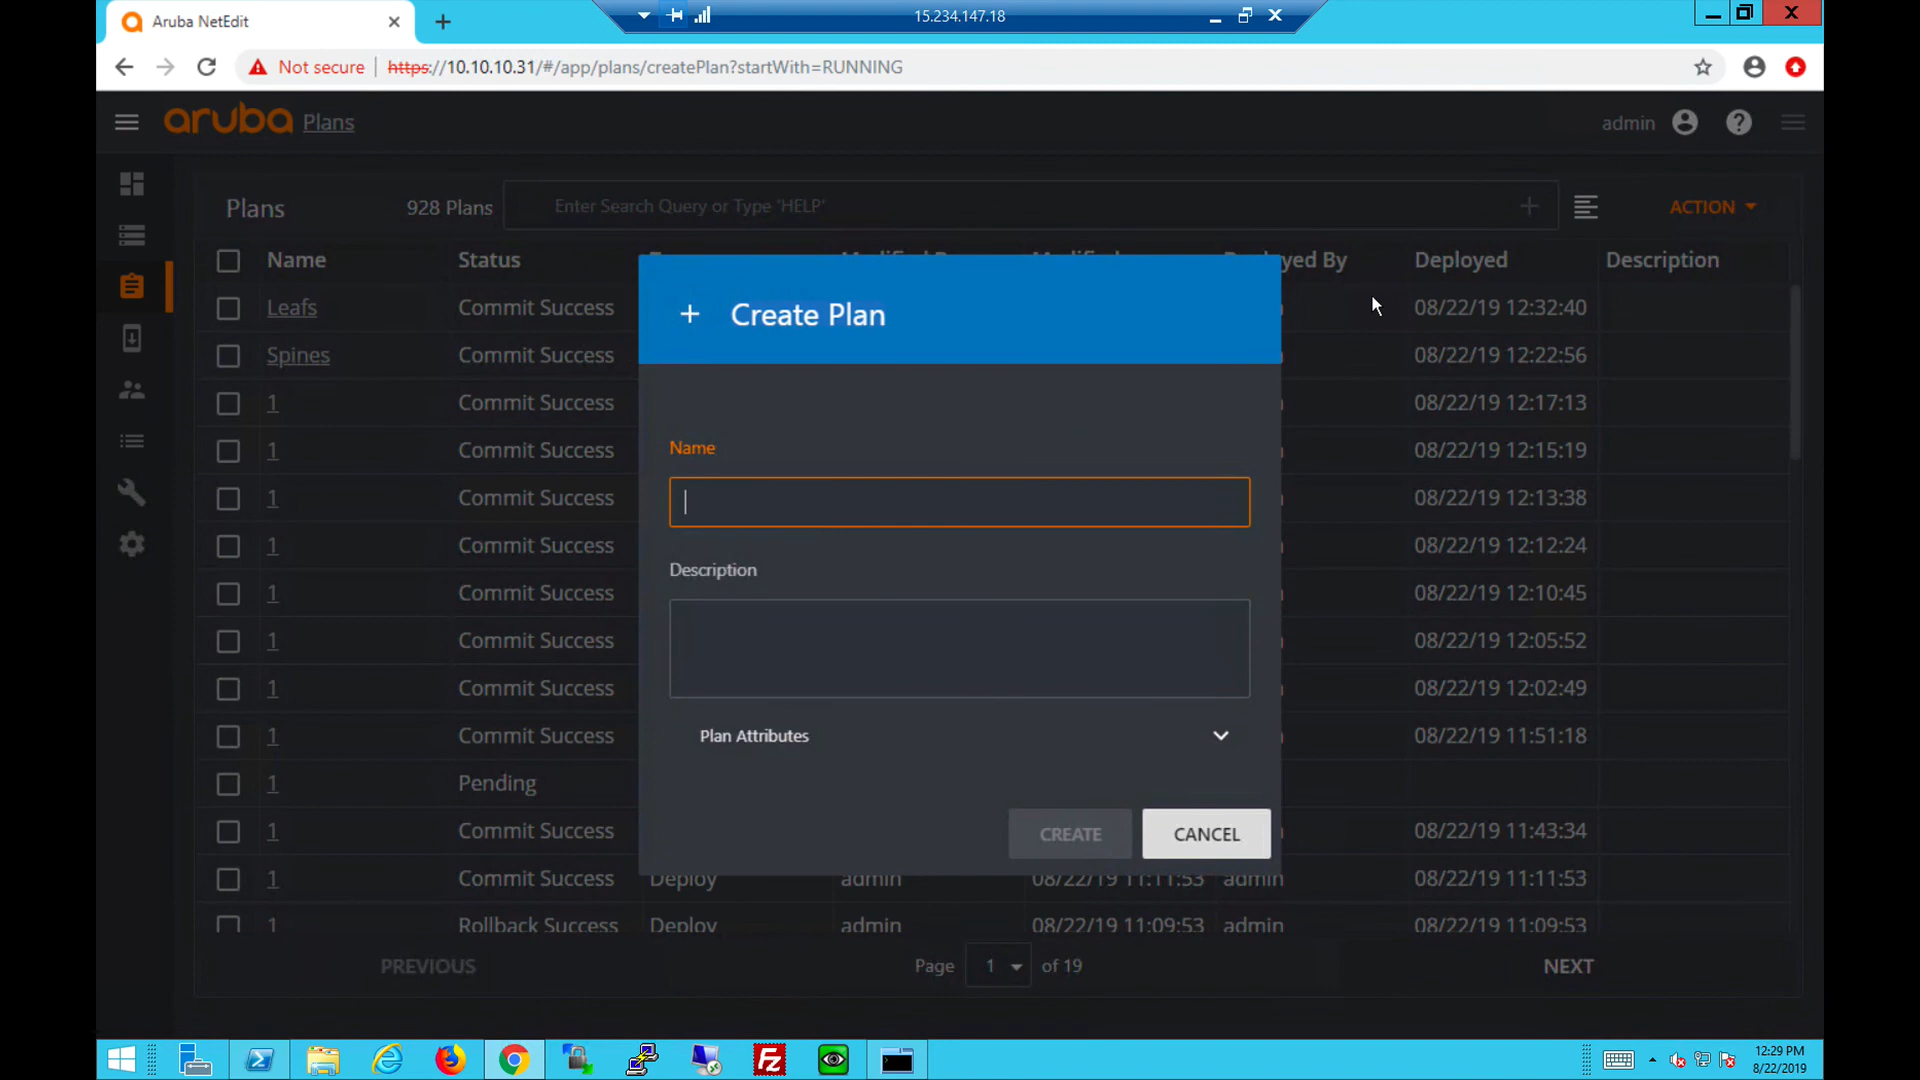 Aruba NetEdit
15.234.147.18
Not secure https://10.10.10.31/#/app/plans/createPlan?startWith=RUNNING
aruba Plans admin
Plans 928 Plans Enter Search Query or Type 'HELP' ACTION
Name Status Deployed Description
yed By
Create Plan
Leafs Commit Success 08/22/19 12:32:40
Spines Commit Success 08/22/19 12:22:56
1 Commit Success 08/22/19 12:17:13
Name
1 Commit Success 08/22/19 12:15:19
1 Commit Success 08/22/19 12:13:38
1 Commit Success 08/22/19 12:12:24
Description
1 Commit Success 08/22/19 12:10:45
1 Commit Success 08/22/19 12:05:52
1 Commit Success 08/22/19 12:02:49
1 Commit Success 08/22/19 11:51:18
Plan Attributes
1 Pending
1 Commit Success 08/22/19 11:43:34
CREATE CANCEL
1 Commit Success Deploy admin 08/22/19 11:11:53 admin 08/22/19 11:11:53
1 Rollback Success Deploy admin 08/22/19 11:09:53 admin 08/22/19 11:09:53
PREVIOUS Page 1 of 19 NEXT
12:29 PM
8/22/2019